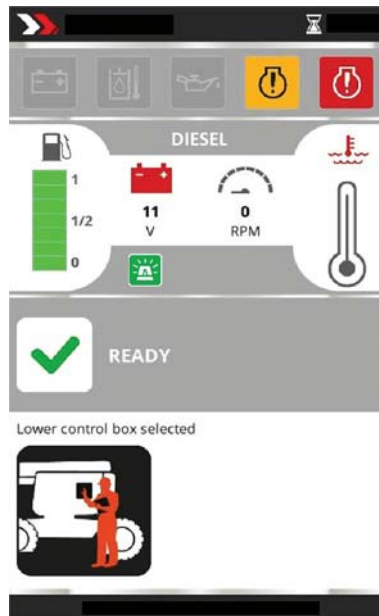 DIESEL
1
1/2
0
11
V
0
RPM
READY
Lower control box selected